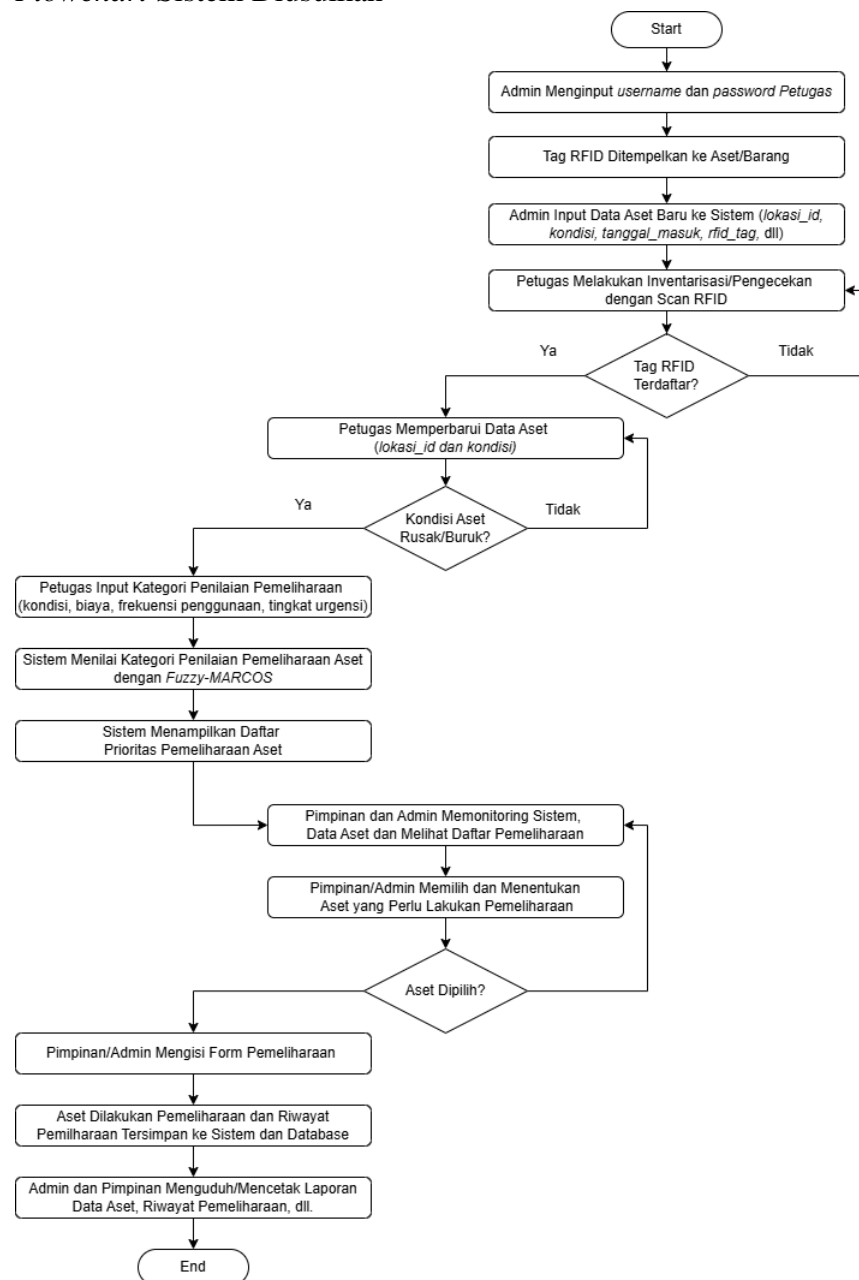 Flowchart Sistem Diusulkan
Start
Admin Menginput username dan password Petugas
Tag RFID Ditempelkan ke Aset/Barang
Admin Input Data Aset Baru ke Sistem (lokasi_id,
kondisi, tanggal_masuk, rfid_tag, dll)
Petugas Melakukan Inventarisasi/Pengecekan
dengan Scan RFID
Ya
Tidak
Tag RFID
Terdaftar?
Petugas Memperbarui Data Aset
(lokasi_id dan kondisi)
Ya
Tidak
Kondisi Aset
Rusak/Buruk?
Petugas Input Kategori Penilaian Pemeliharaan
(kondisi, biaya, frekuensi penggunaan, tingkat urgensi)
Sistem Menilai Kategori Penilaian Pemeliharaan Aset
dengan Fuzzy-MARCOS
Sistem Menampilkan Daftar
Prioritas Pemeliharaan Aset
Pimpinan dan Admin Memonitoring Sistem,
Data Aset dan Melihat Daftar Pemeliharaan
Pimpinan/Admin Memilih dan Menentukan
Aset yang Perlu Lakukan Pemeliharaan
Aset Dipilih?
Pimpinan/Admin Mengisi Form Pemeliharaan
Aset Dilakukan Pemeliharaan dan Riwayat
Pemilharaan Tersimpan ke Sistem dan Database
Admin dan Pimpinan Menguduh/Mencetak Laporan
Data Aset, Riwayat Pemeliharaan, dll.
End